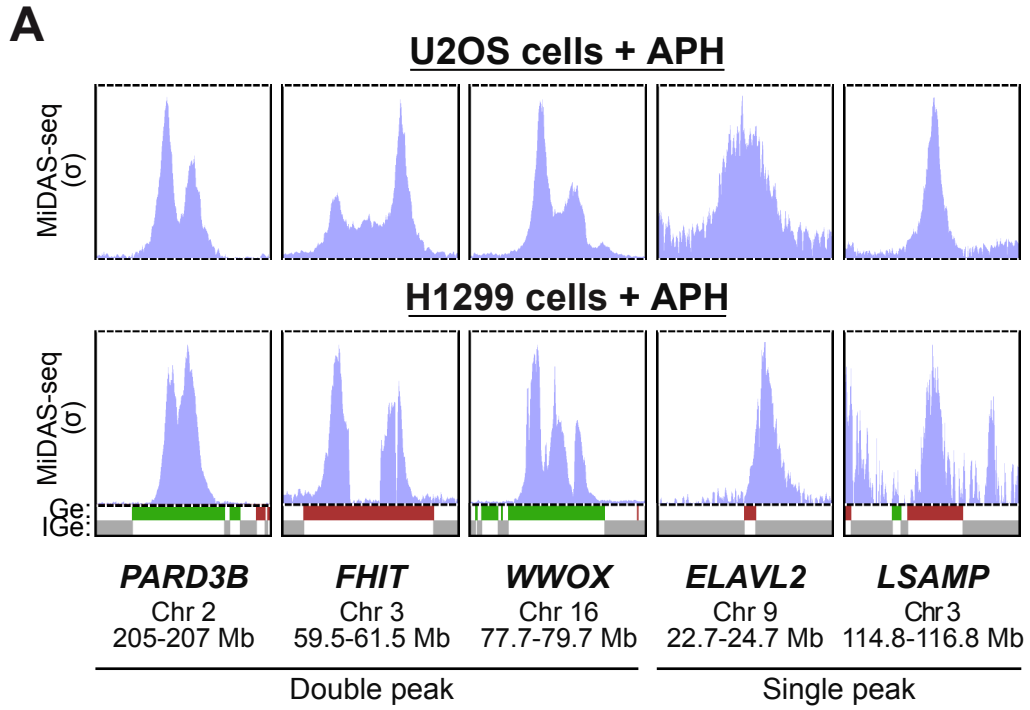 A
U2OS cells + APH
MiDAS-seq
(σ)
H1299 cells + APH
MiDAS-seq
(σ)
Ge:
IGe:
PARD3B FHIT WWOX ELAVL2 LSAMP
Chr 2 Chr 3 Chr 16 Chr 9 Chr 3
205-207 Mb 59.5-61.5 Mb 77.7-79.7 Mb 22.7-24.7 Mb 114.8-116.8 Mb
Double peak Single peak